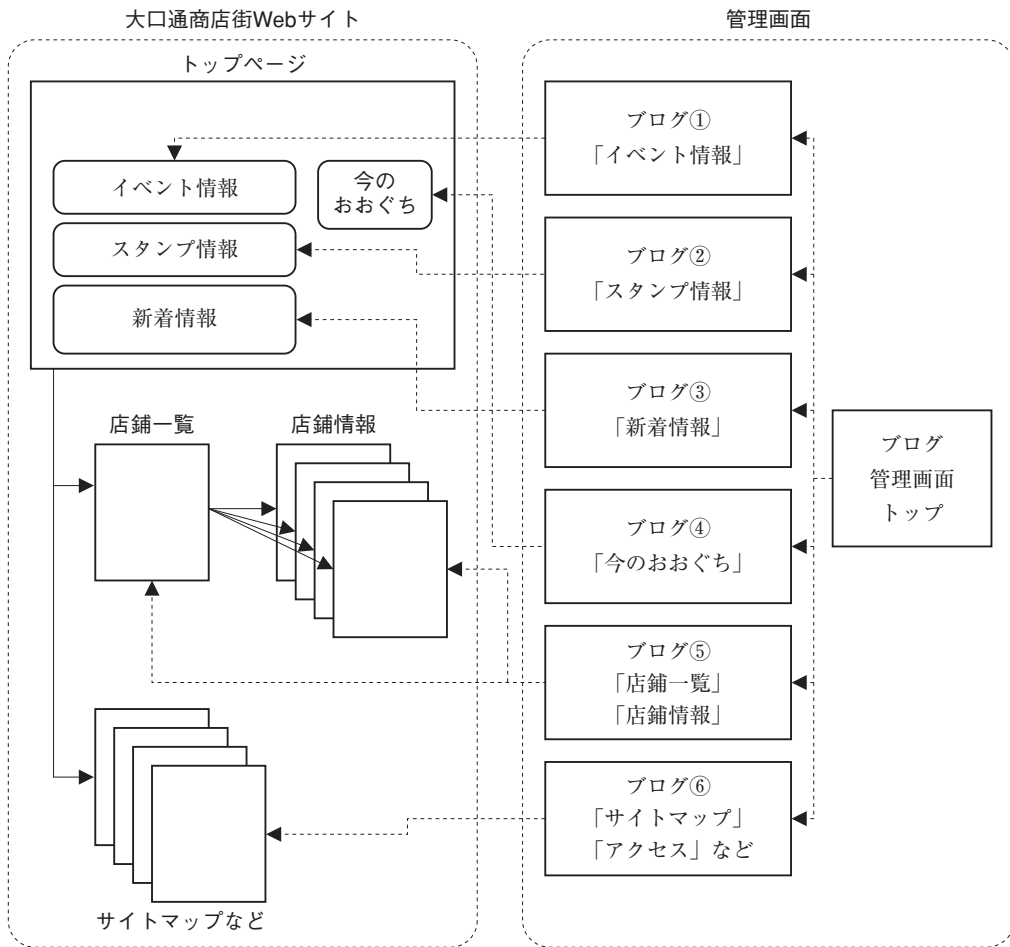 大口通商店街Webサイト
トップページ
イベント情報
今の
おおぐち
スタンプ情報
新着情報
店舗一覧
店舗情報
サイトマップなど
管理画面
ブログ①
「イベント情報」
ブログ②
「スタンプ情報」
ブログ③
「新着情報」
ブログ④
「今のおおぐち」
ブログ⑤
「店舗一覧」
「店舗情報」
ブログ⑥
「サイトマップ」
「アクセス」など
ブログ
管理画面
トップ